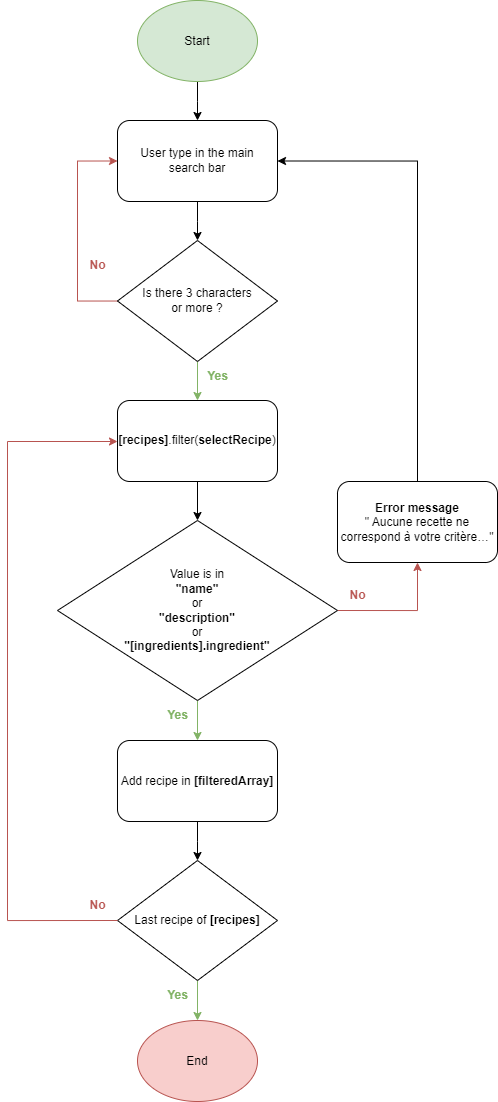 Start
User type in the main
search bar
No
Is there 3 characters
or more ?
Yes
[recipes].filter(selectRecipe)
Error message
" Aucune recette ne
correspond à votre critère…"
Value is in
"name"
or
"description"
or
"[ingredients].ingredient"
No
Yes
Add recipe in [filteredArray]
No
Last recipe of [recipes]
Yes
End